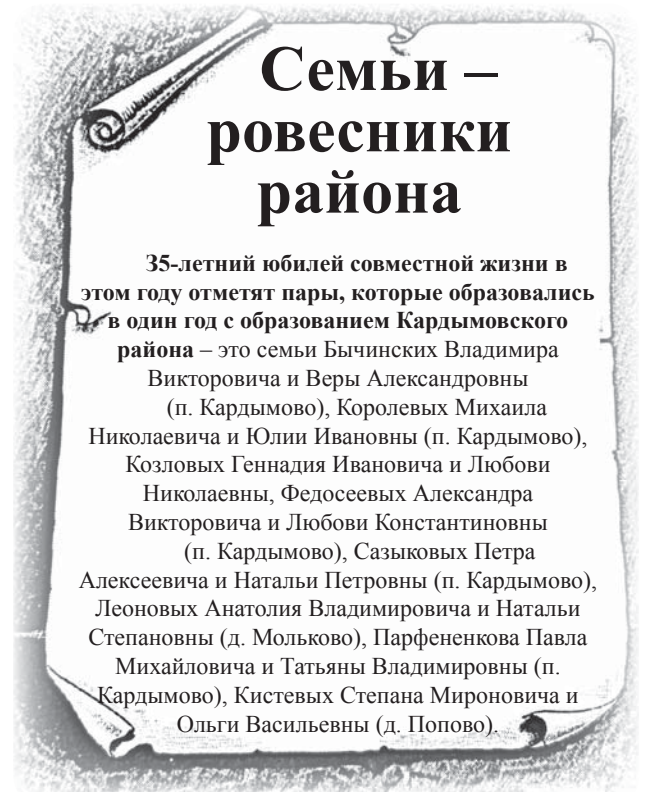 Семьи –
ровесники
района
35-летний юбилей совместной жизни в
этом году отметят пары, которые образовались
в один год с образованием Кардымовского
района – это семьи Бычинских Владимира
Викторовича и Веры Александровны
(п. Кардымово), Королевых Михаила
Николаевича и Юлии Ивановны (п. Кардымово),
Козловых Геннадия Ивановича и Любови
Николаевны, Федосеевых Александра
Викторовича и Любови Константиновны
(п. Кардымово), Сазыковых Петра
Алексеевича и Натальи Петровны (п. Кардымово),
Леоновых Анатолия Владимировича и Натальи
Степановны (д. Мольково), Парфененкова Павла
Михайловича и Татьяны Владимировны (п.
Кардымово), Кистевых Степана Мироновича и
Ольги Васильевны (д. Попово).